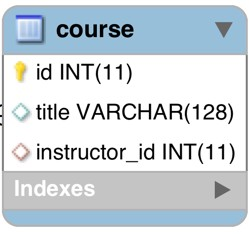 course
id INT(11)
title VARCHAR(128)
instructor_id INT(11)
Indexes